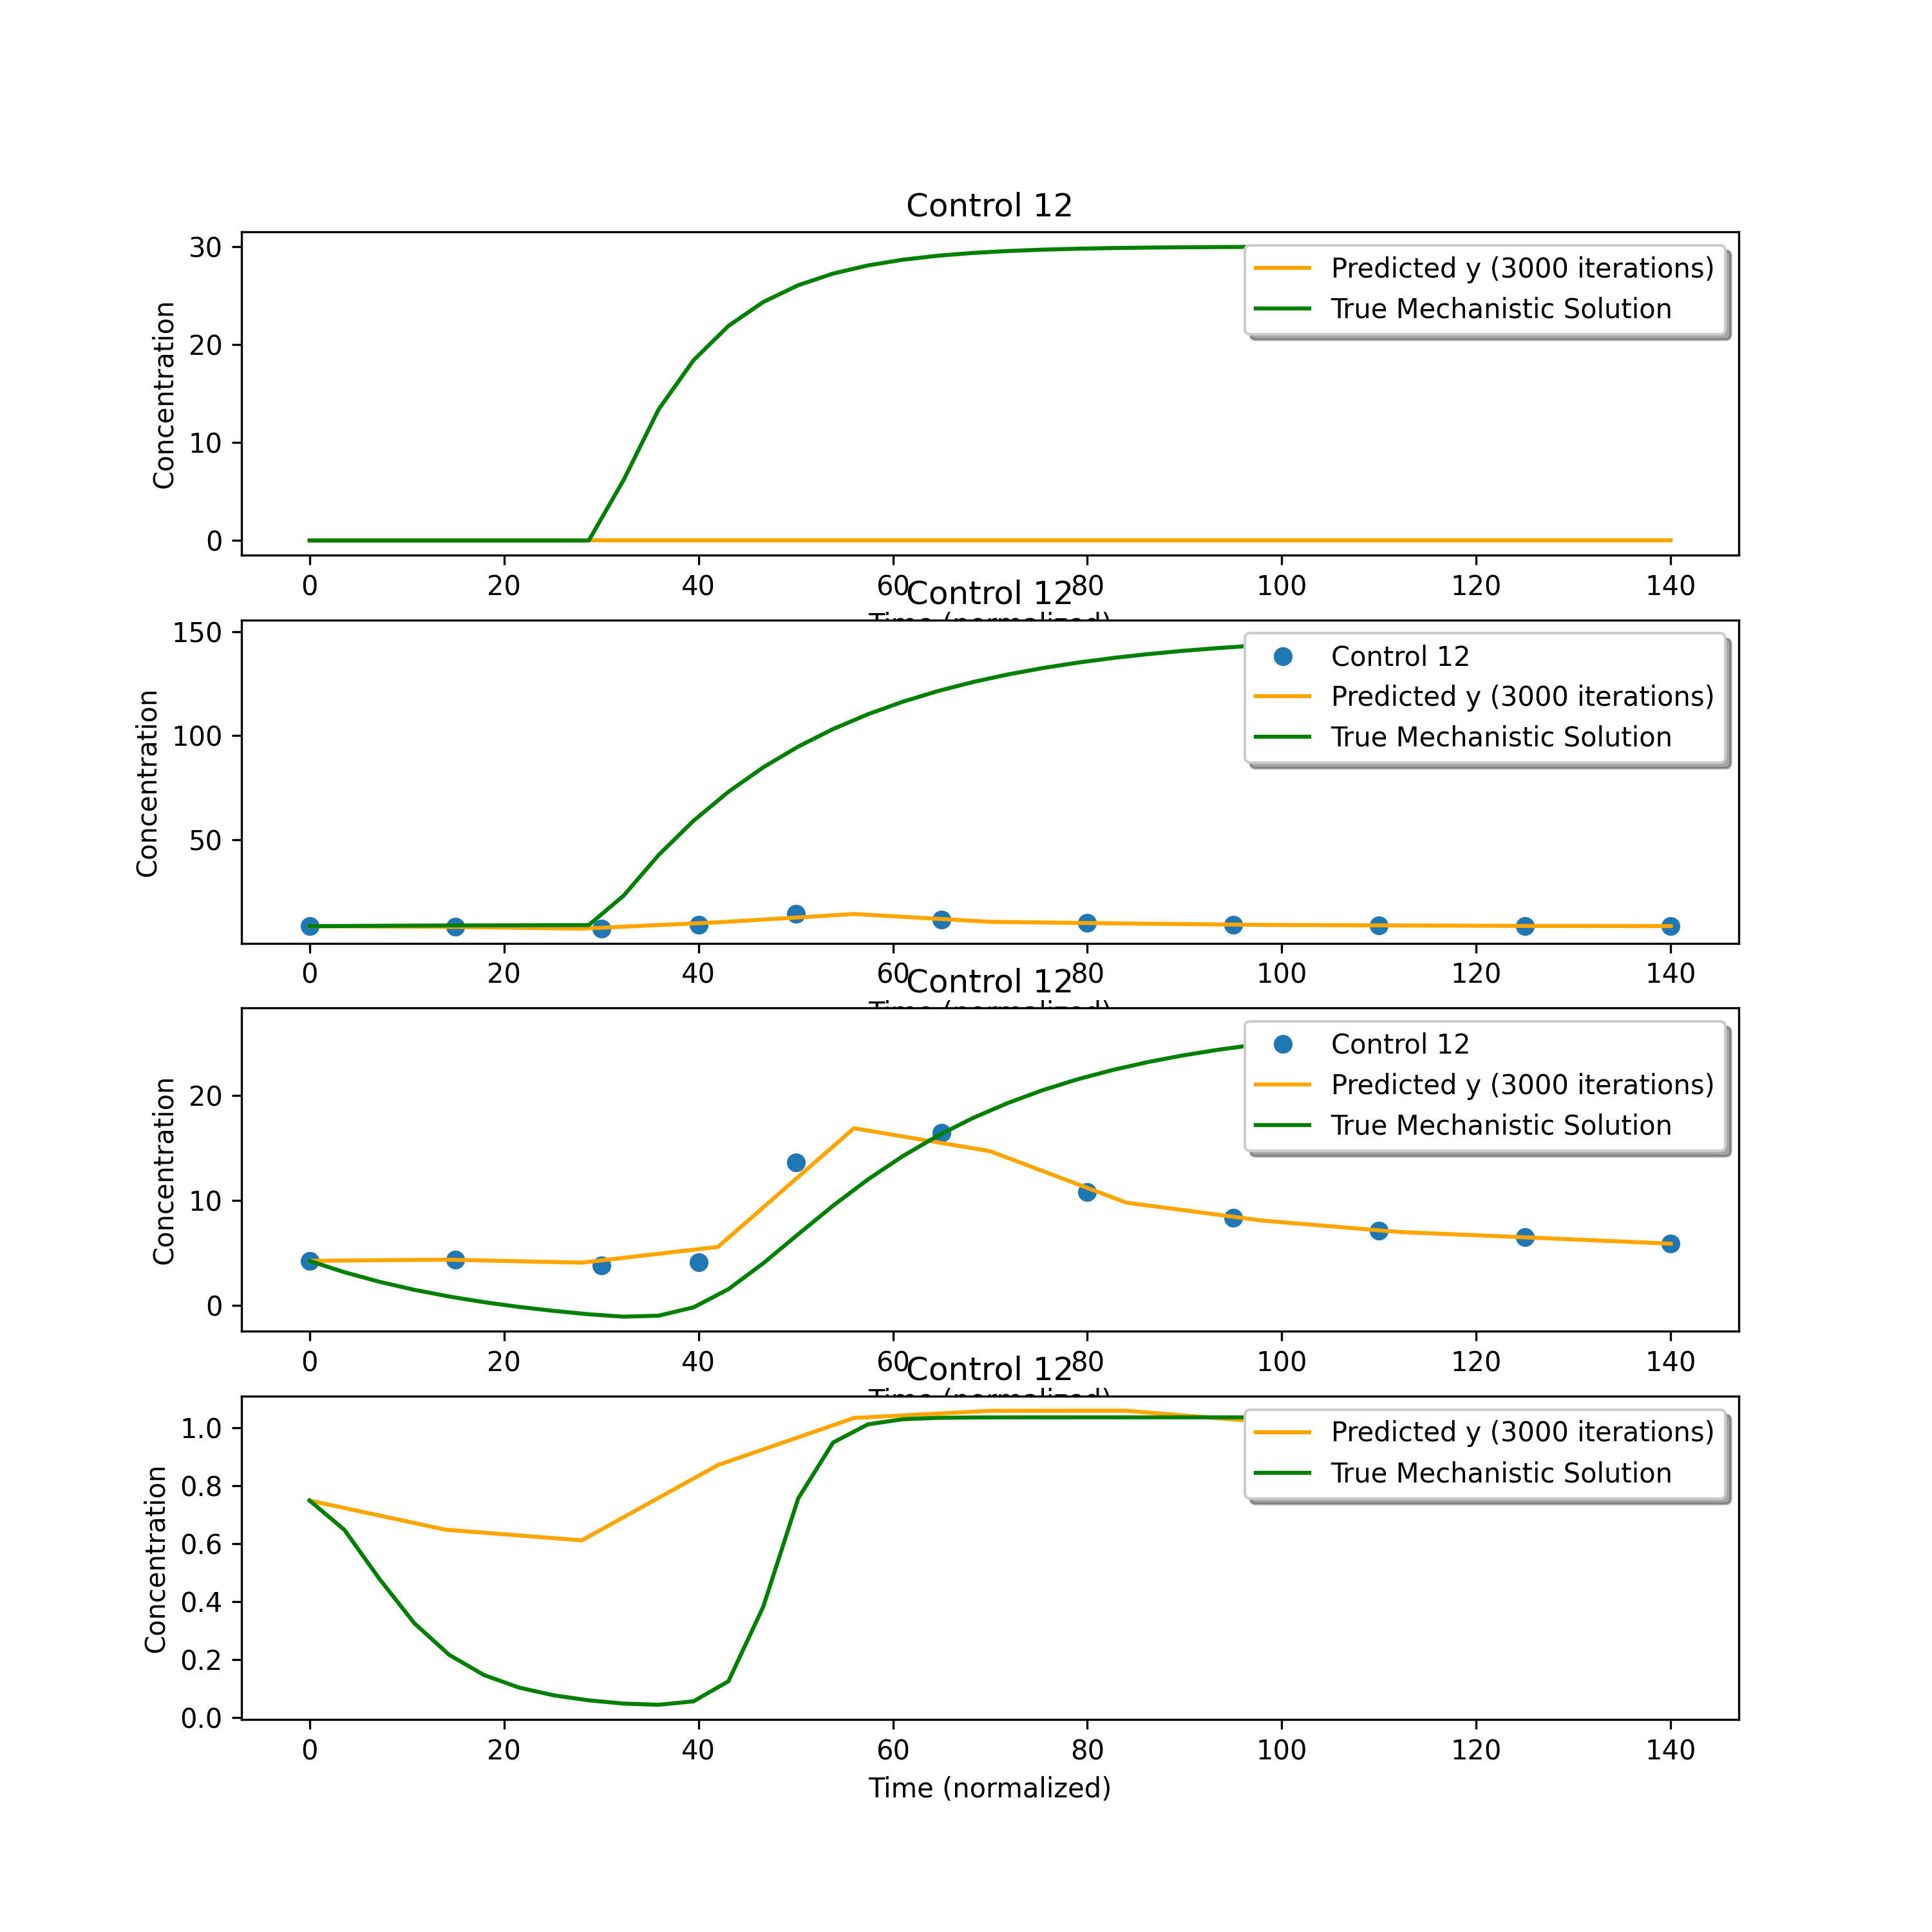 Control 12
Concentration
30
20
10
0
Predicted y (3000 iterations)
True Mechanistic Solution
0 20 40 60 80 100 120 140
Control 12
Concentration
150
100
50
Control 12
Predicted y (3000 iterations)
True Mechanistic Solution
0 20 40 60 80 100 120 140
Control 12
Concentration
20
10
0
Control 12
Predicted y (3000 iterations)
True Mechanistic Solution
0 20 40 60 80 100 120 140
Control 12
Concentration
1.0
0.8
0.6
0.4
0.2
0.0
Predicted y (3000 iterations)
True Mechanistic Solution
0 20 40 60 80 100 120 140
Time (normalized)